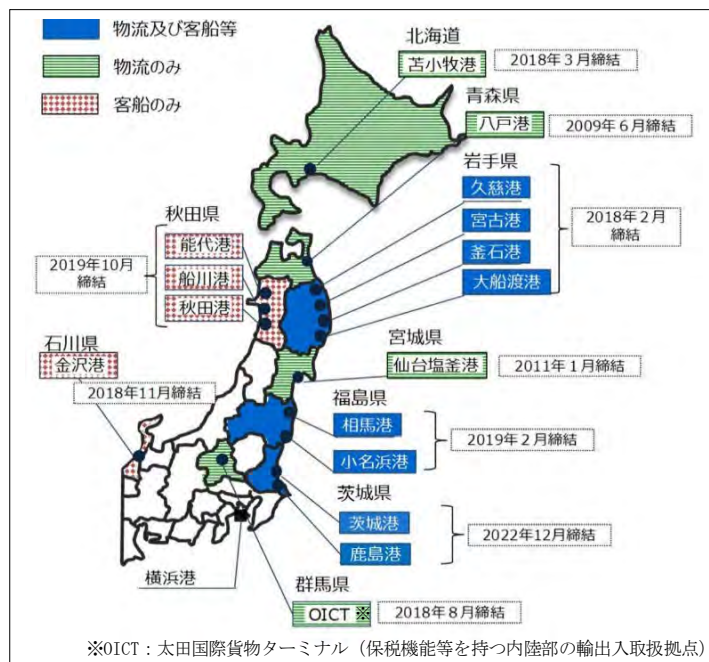 物流及び客船等
物流のみ
客船のみ
北海道
苫小牧港
2018年3月締結
青森県
八戸港
2009年6月締結
岩手県
久慈港
宮古港
釜石港
大船渡港
2018年2月
締結
秋田県
能代港
船川港
秋田港
2019年10月
締結
宮城県
仙台塩釜港
2011年1月締結
石川県
金沢港
2018年11月締結
福島県
相馬港
小名浜港
2019年2月締結
茨城県
茨城港
鹿島港
2022年12月締結
横浜港
群馬県
OICT ※
2018年8月締結
※OICT：太田国際貨物ターミナル（保税機能等を持つ内陸部の輸出入取扱拠点）